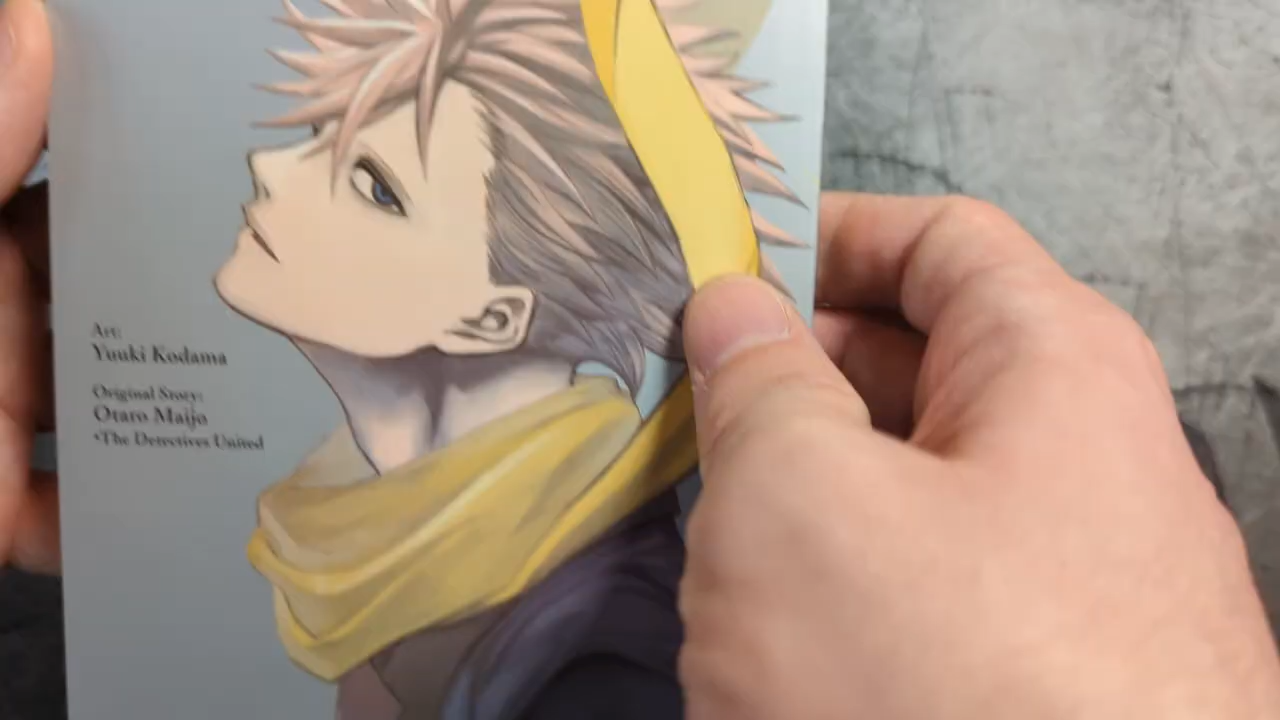 Art:
Yuuki Kodama
Original Story:
Otaro Maijo
•The Detectives United